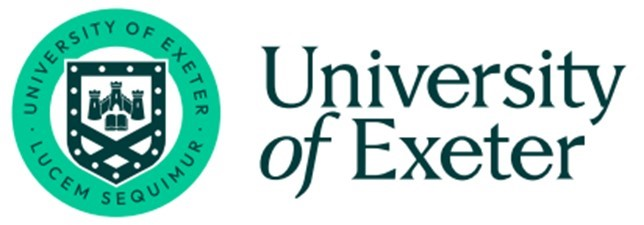 UNIVERSITY OF EXETER
· LUCEM SEQUIMUR ·
University
of Exeter